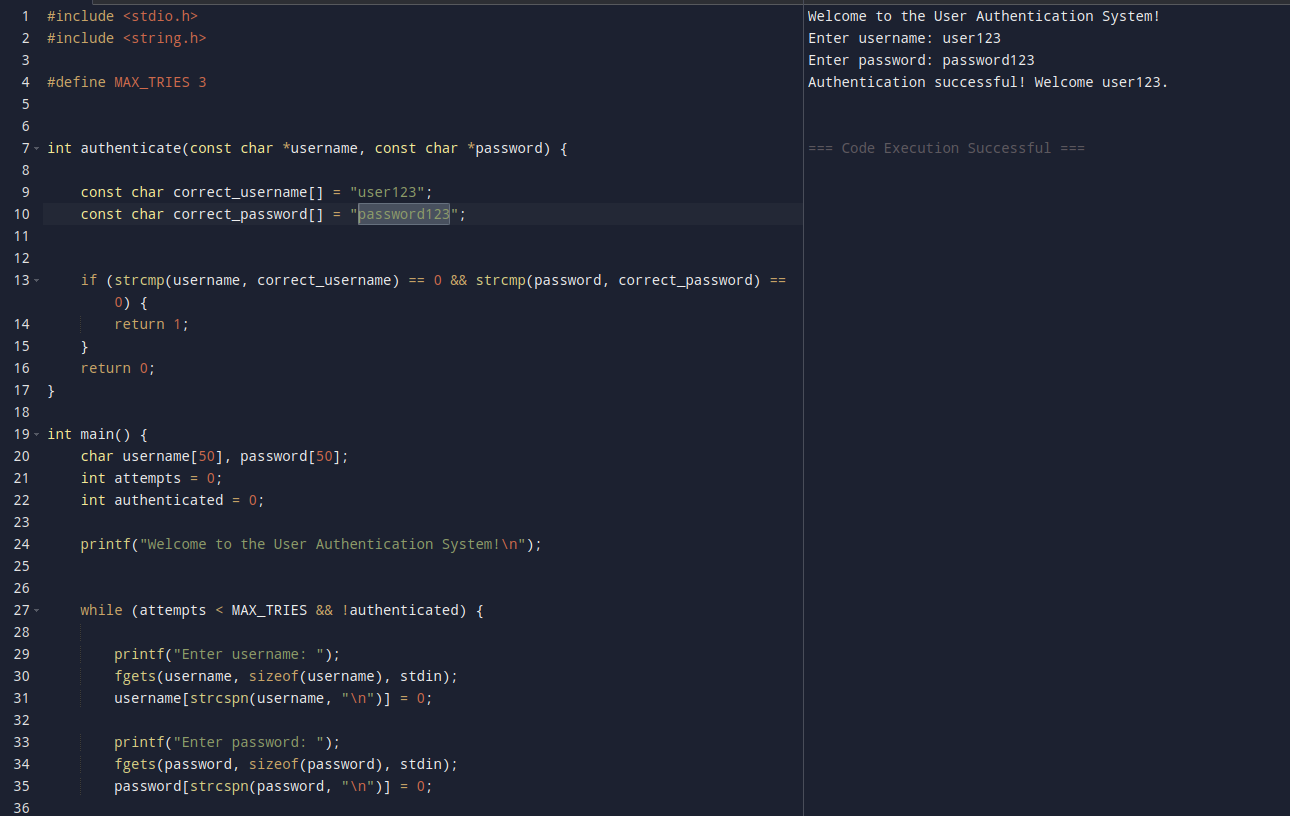 1 #include <stdio.h>
2 #include <string.h>
3
4 #define MAX_TRIES 3
5
6
7 int authenticate(const char *username, const char *password) {
8
9     const char correct_username[] = "user123";
10     const char correct_password[] = "password123";
11
12
13     if (strcmp(username, correct_username) == 0 && strcmp(password, correct_password) ==
0) {
14         return 1;
15     }
16     return 0;
17 }
18
19 int main() {
20     char username[50], password[50];
21     int attempts = 0;
22     int authenticated = 0;
23
24     printf("Welcome to the User Authentication System!\n");
25
26
27     while (attempts < MAX_TRIES && !authenticated) {
28
29         printf("Enter username: ");
30         fgets(username, sizeof(username), stdin);
31         username[strcspn(username, "\n")] = 0;
32
33         printf("Enter password: ");
34         fgets(password, sizeof(password), stdin);
35         password[strcspn(password, "\n")] = 0;
36
Welcome to the User Authentication System!
Enter username: user123
Enter password: password123
Authentication successful! Welcome user123.
=== Code Execution Successful ===